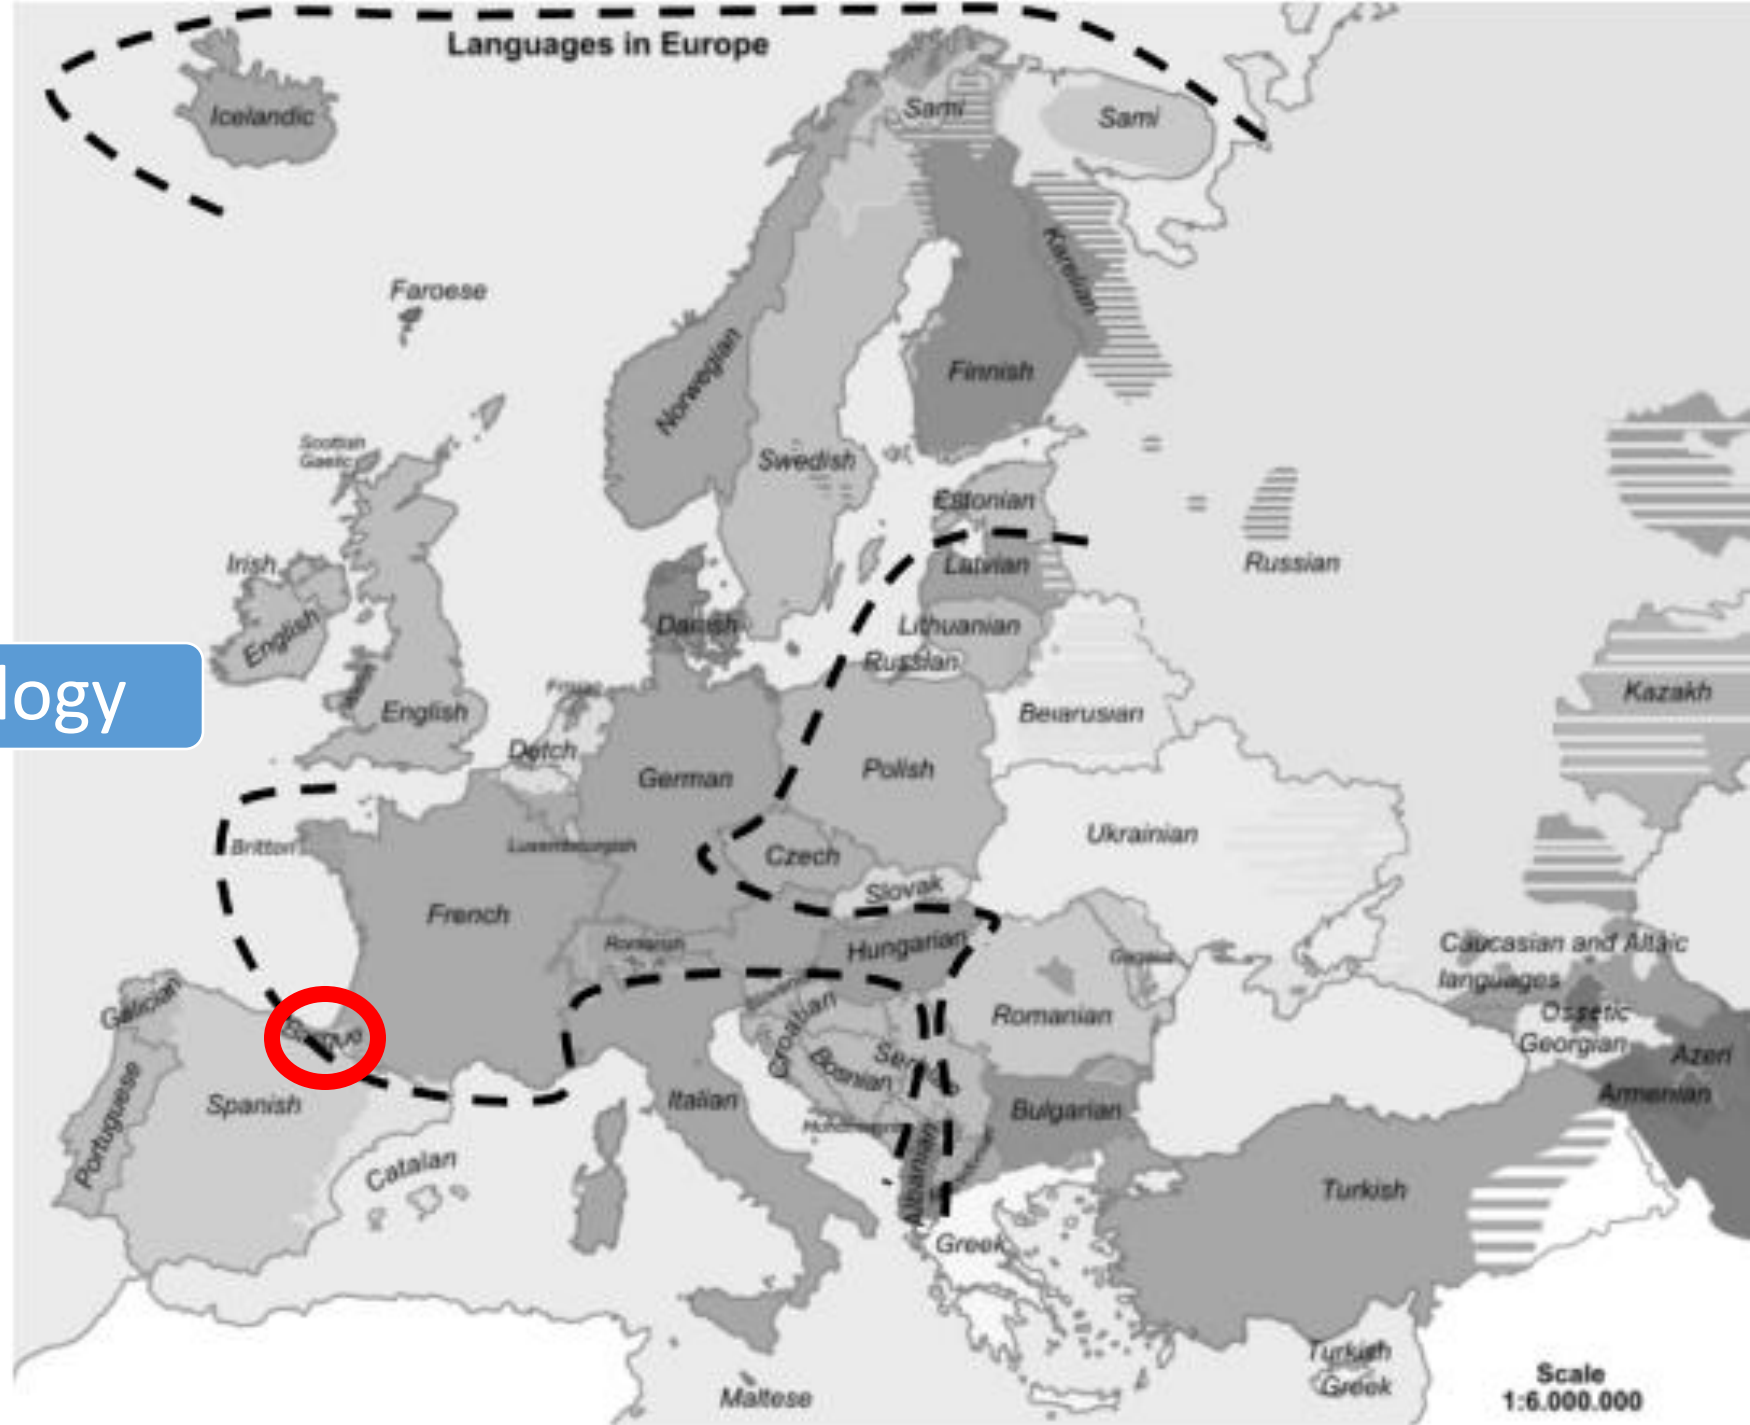 Languages in Europe
Icelandic
Sami
Sami
Faroese
Karelian
Norwegian
Finnish
Scottish
Gaelic
Swedish
Estonian
Irish
Russian
Latvian
English
Danish
Lithuanian
Russian
logy
Kazakh
English
Belarusian
Detch
German
Polish
Ukrainian
Britton
Luxembourgish
Czech
Slovak
French
Hungarian
Caucasian and Altaic
languages
Galician
Croatian
Romanian
Ossetic
Georgian
Azeri
Bosnian
Armenian
Portuguese
Spanish
Italian
Bulgarian
Catalan
Albanian
Turkish
Greek
Turkish
Greek
Maltese
Scale
1:6.000.000